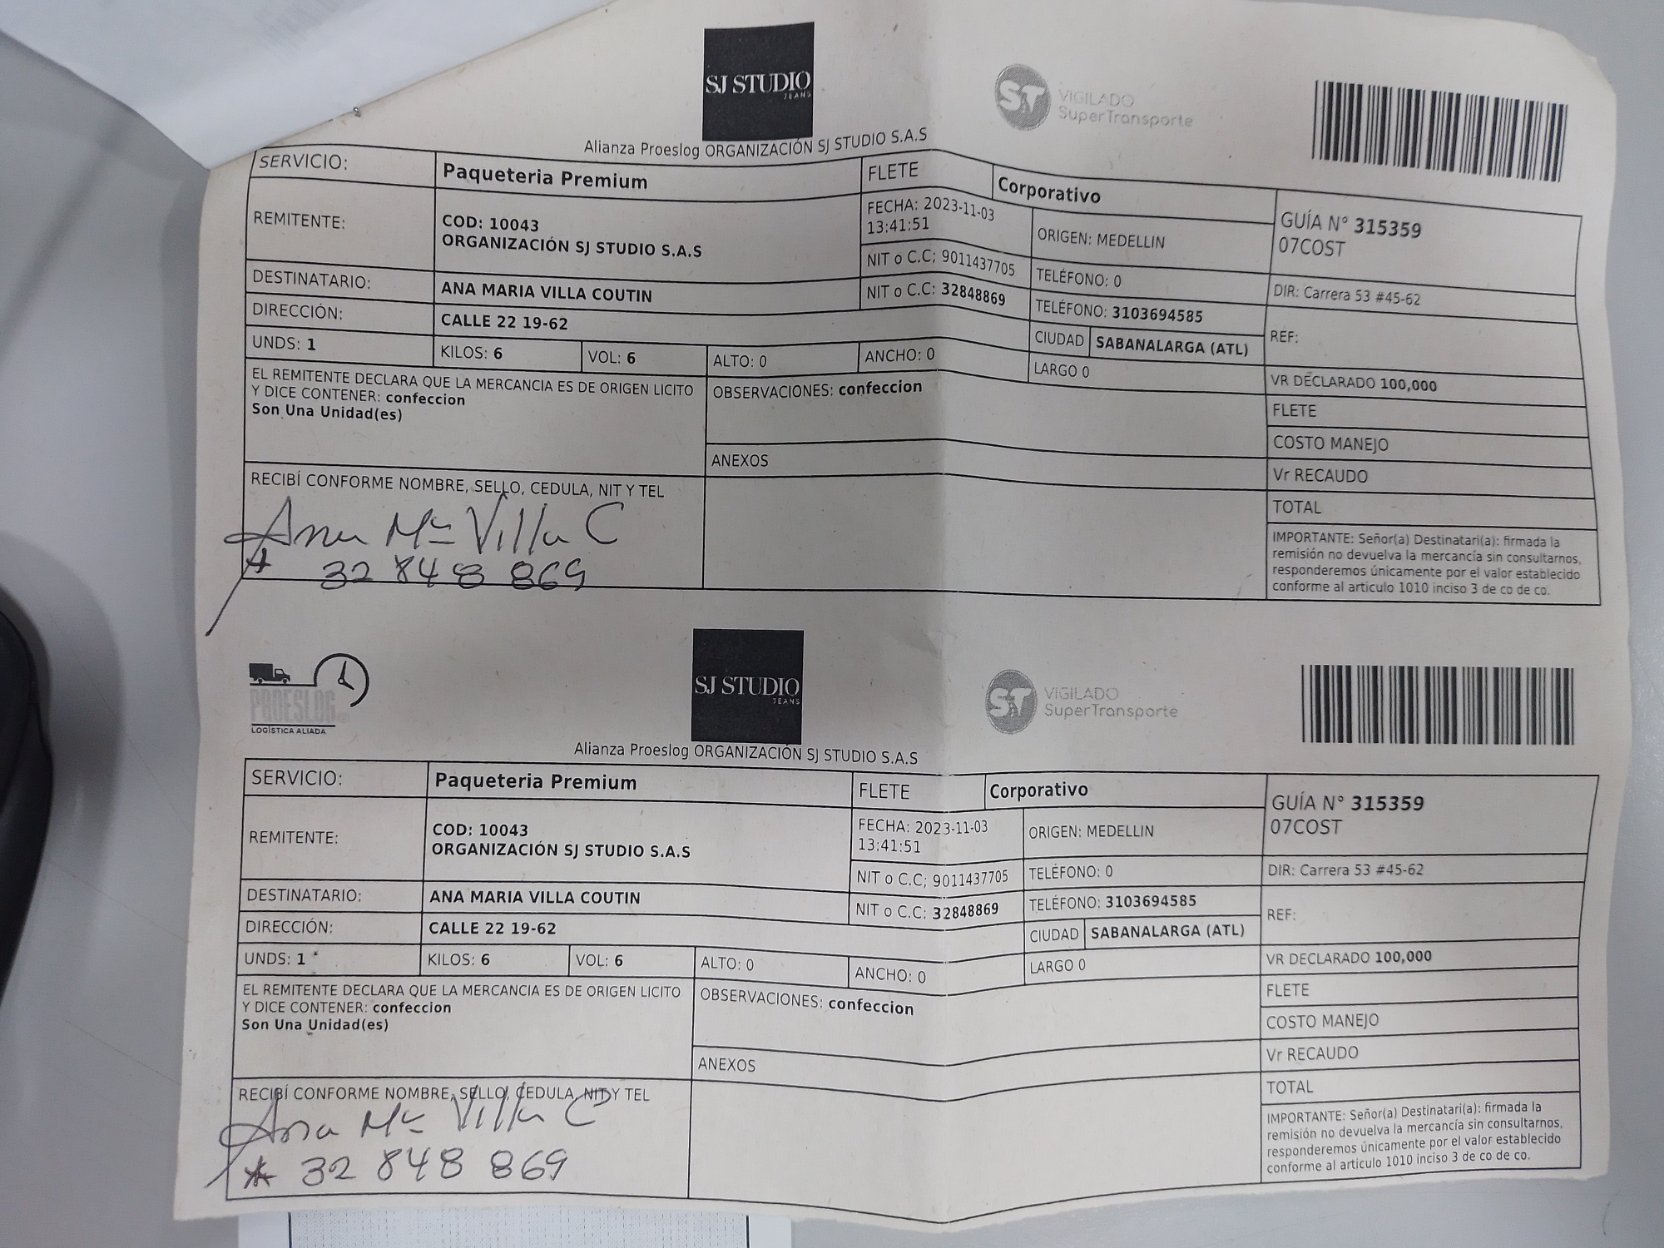 SJ STUDIO
JEANS
ST VIGILADO
SuperTransporte
Alianza Proeslog ORGANIZACIÓN SJ STUDIO S.A.S
SERVICIO: Paqueteria Premium FLETE Corporativo
REMITENTE: COD: 10043
ORGANIZACIÓN SJ STUDIO S.A.S
FECHA: 2023-11-03
13:41:51
ORIGEN: MEDELLIN
GUÍA N° 315359
07COST
NIT o C.C; 9011437705 TELÉFONO: 0 DIR: Carrera 53 #45-62
DESTINATARIO: ANA MARIA VILLA COUTIN NIT o C.C: 32848869 TELÉFONO: 3103694585 REF:
DIRECCIÓN: CALLE 22 19-62 CIUDAD SABANALARGA (ATL)
UNDS: 1 KILOS: 6 VOL: 6 ALTO: 0 ANCHO: 0 LARGO 0 VR DECLARADO 100,000
EL REMITENTE DECLARA QUE LA MERCANCIA ES DE ORIGEN LICITO
Y DICE CONTENER: confeccion
Son Una Unidad(es)
OBSERVACIONES: confeccion
ANEXOS
FLETE
COSTO MANEJO
Vr RECAUDO
TOTAL
RECIBÍ CONFORME NOMBRE, SELLO, CEDULA, NIT Y TEL
Ana Mª Villa C
32 848 869
IMPORTANTE: Señor(a) Destinatari(a): firmada la
remisión no devuelva la mercancía sin consultarnos,
responderemos únicamente por el valor establecido
conforme al articulo 1010 inciso 3 de co de co.
PROESLOG
LOGÍSTICA ALIADA
SJ STUDIO
JEANS
ST VIGILADO
SuperTransporte
Alianza Proeslog ORGANIZACIÓN SJ STUDIO S.A.S
SERVICIO: Paqueteria Premium FLETE Corporativo
REMITENTE: COD: 10043
ORGANIZACIÓN SJ STUDIO S.A.S
FECHA: 2023-11-03
13:41:51
ORIGEN: MEDELLIN
GUÍA N° 315359
07COST
NIT o C.C; 9011437705 TELÉFONO: 0 DIR: Carrera 53 #45-62
DESTINATARIO: ANA MARIA VILLA COUTIN NIT o C.C: 32848869 TELÉFONO: 3103694585 REF:
DIRECCIÓN: CALLE 22 19-62 CIUDAD SABANALARGA (ATL)
UNDS: 1 KILOS: 6 VOL: 6 ALTO: 0 ANCHO: 0 LARGO 0 VR DECLARADO 100,000
EL REMITENTE DECLARA QUE LA MERCANCIA ES DE ORIGEN LICITO
Y DICE CONTENER: confeccion
Son Una Unidad(es)
OBSERVACIONES: confeccion
ANEXOS
FLETE
COSTO MANEJO
Vr RECAUDO
TOTAL
RECIBÍ CONFORME NOMBRE, SELLO, CEDULA, NIT Y TEL
Ana Mª Villa C
32 848 869
IMPORTANTE: Señor(a) Destinatari(a): firmada la
remisión no devuelva la mercancía sin consultarnos,
responderemos únicamente por el valor establecido
conforme al articulo 1010 inciso 3 de co de co.